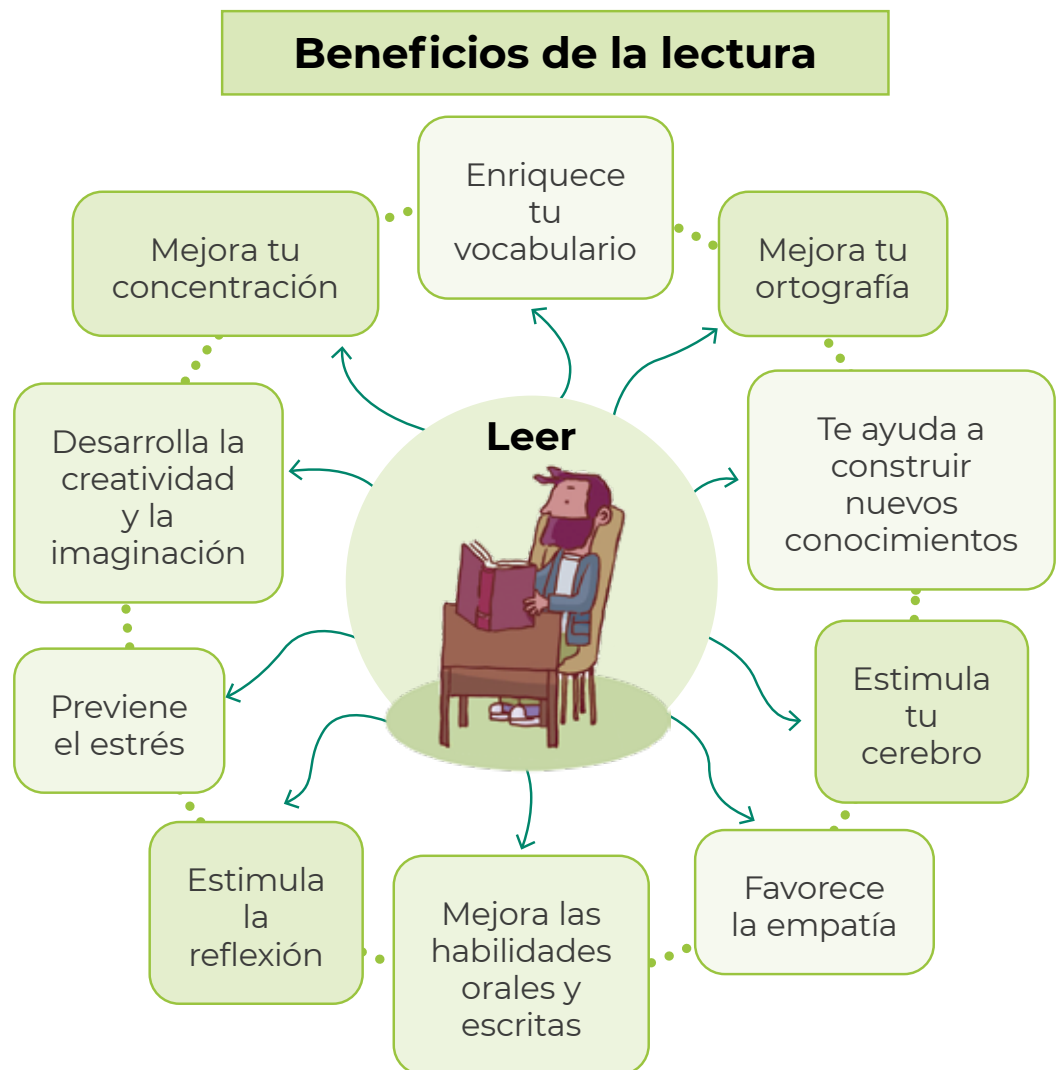 Beneficios de la lectura
Enriquece
tu
vocabulario
Mejora tu
ortografía
Te ayuda a
construir
nuevos
conocimientos
Estimula
tu
cerebro
Favorece
la empatía
Mejora las
habilidades
orales y
escritas
Estimula
la
reflexión
Previene
el estrés
Desarrolla la
creatividad
y la
imaginación
Mejora tu
concentración
Leer